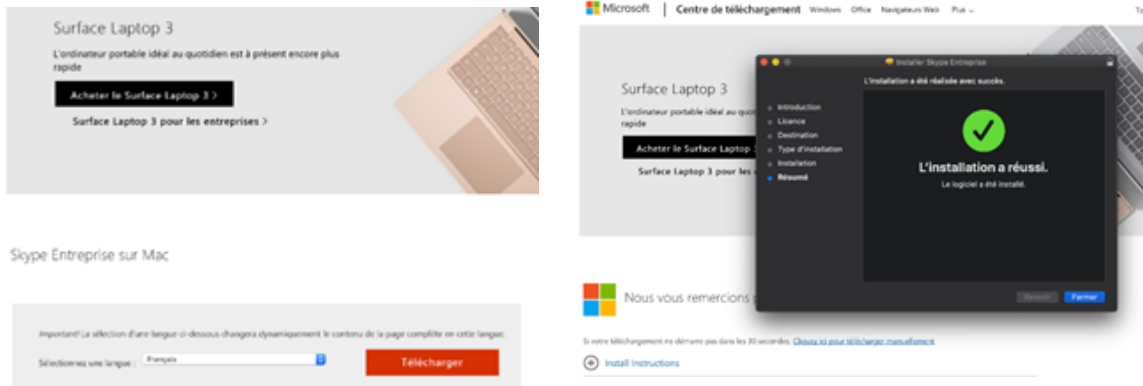 Surface Laptop 3
L'ordinateur portable idéal au quotidien est à présent encore plus
rapide
Acheter le Surface Laptop 3 >
Surface Laptop 3 pour les entreprises >
Skype Entreprise sur Mac
Important! La sélection d'une langue ci-dessous changera dynamiquement le contenu de la page complète en cette langue.
Sélectionnez une langue :
Français
Télécharger
Microsoft
Centre de téléchargement
Windows
Office
Navigateurs Web
Plus
To
Surface Laptop 3
L'ordinateur portable idéal au quot
rapide
Acheter le Surface Laptop
Surface Laptop 3 pour les
Installer Skype Entreprise
L'installation a été réalisée avec succès.
Introduction
Licence
Destination
Type d'installation
Installation
Résumé
L'installation a réussi.
Le logiciel a été installé.
Revenir
Fermer
Nous vous remercions
Si votre téléchargement ne démarre pas dans les 30 secondes, Cliquez ici pour télécharger manuellement
Install Instructions